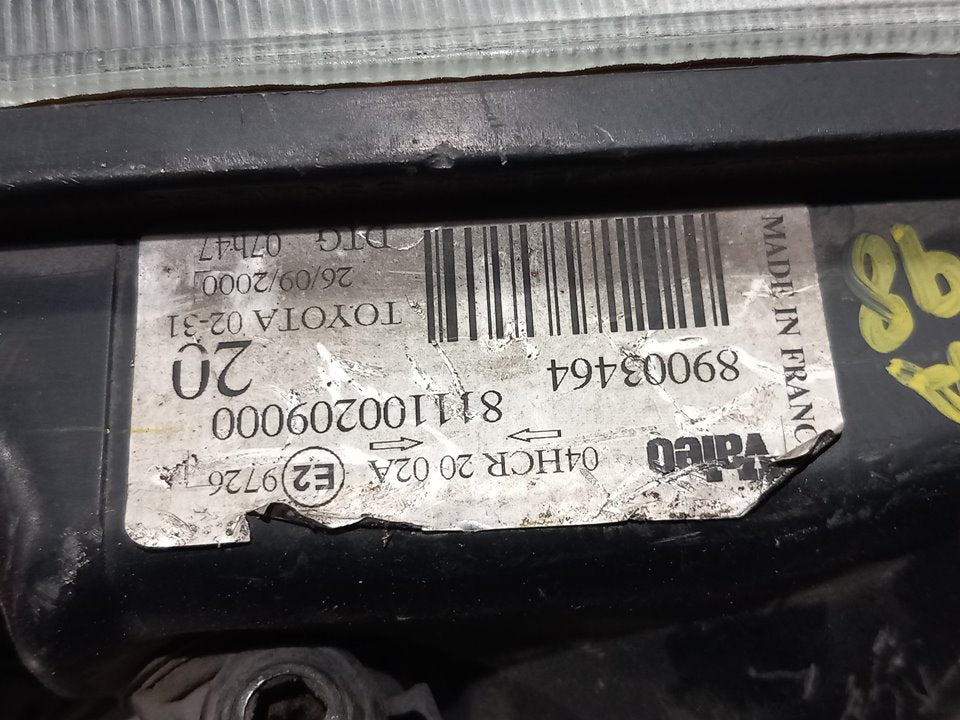 valeo 04HCR 20 02A E2 9726
811100209000
89003464 20
TOYOTA 02-31
26/09/2000
DTG 07h47
MADE IN FRANC